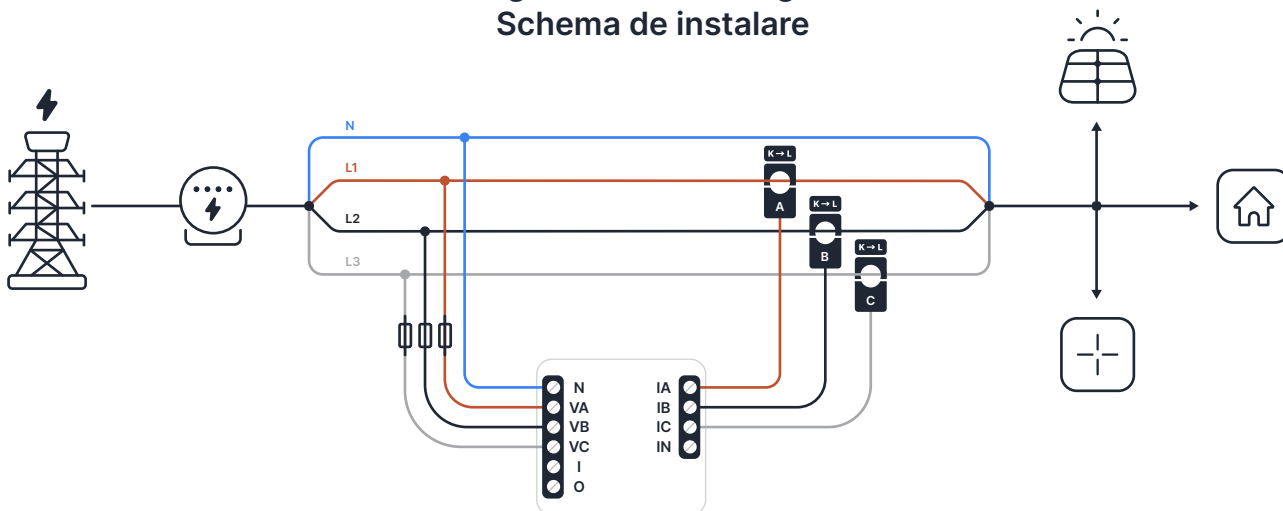 Schema de instalare
N
L1
L2
L3
K→L
A
K→L
B
K→L
C
N
VA
VB
VC
I
O
IA
IB
IC
IN